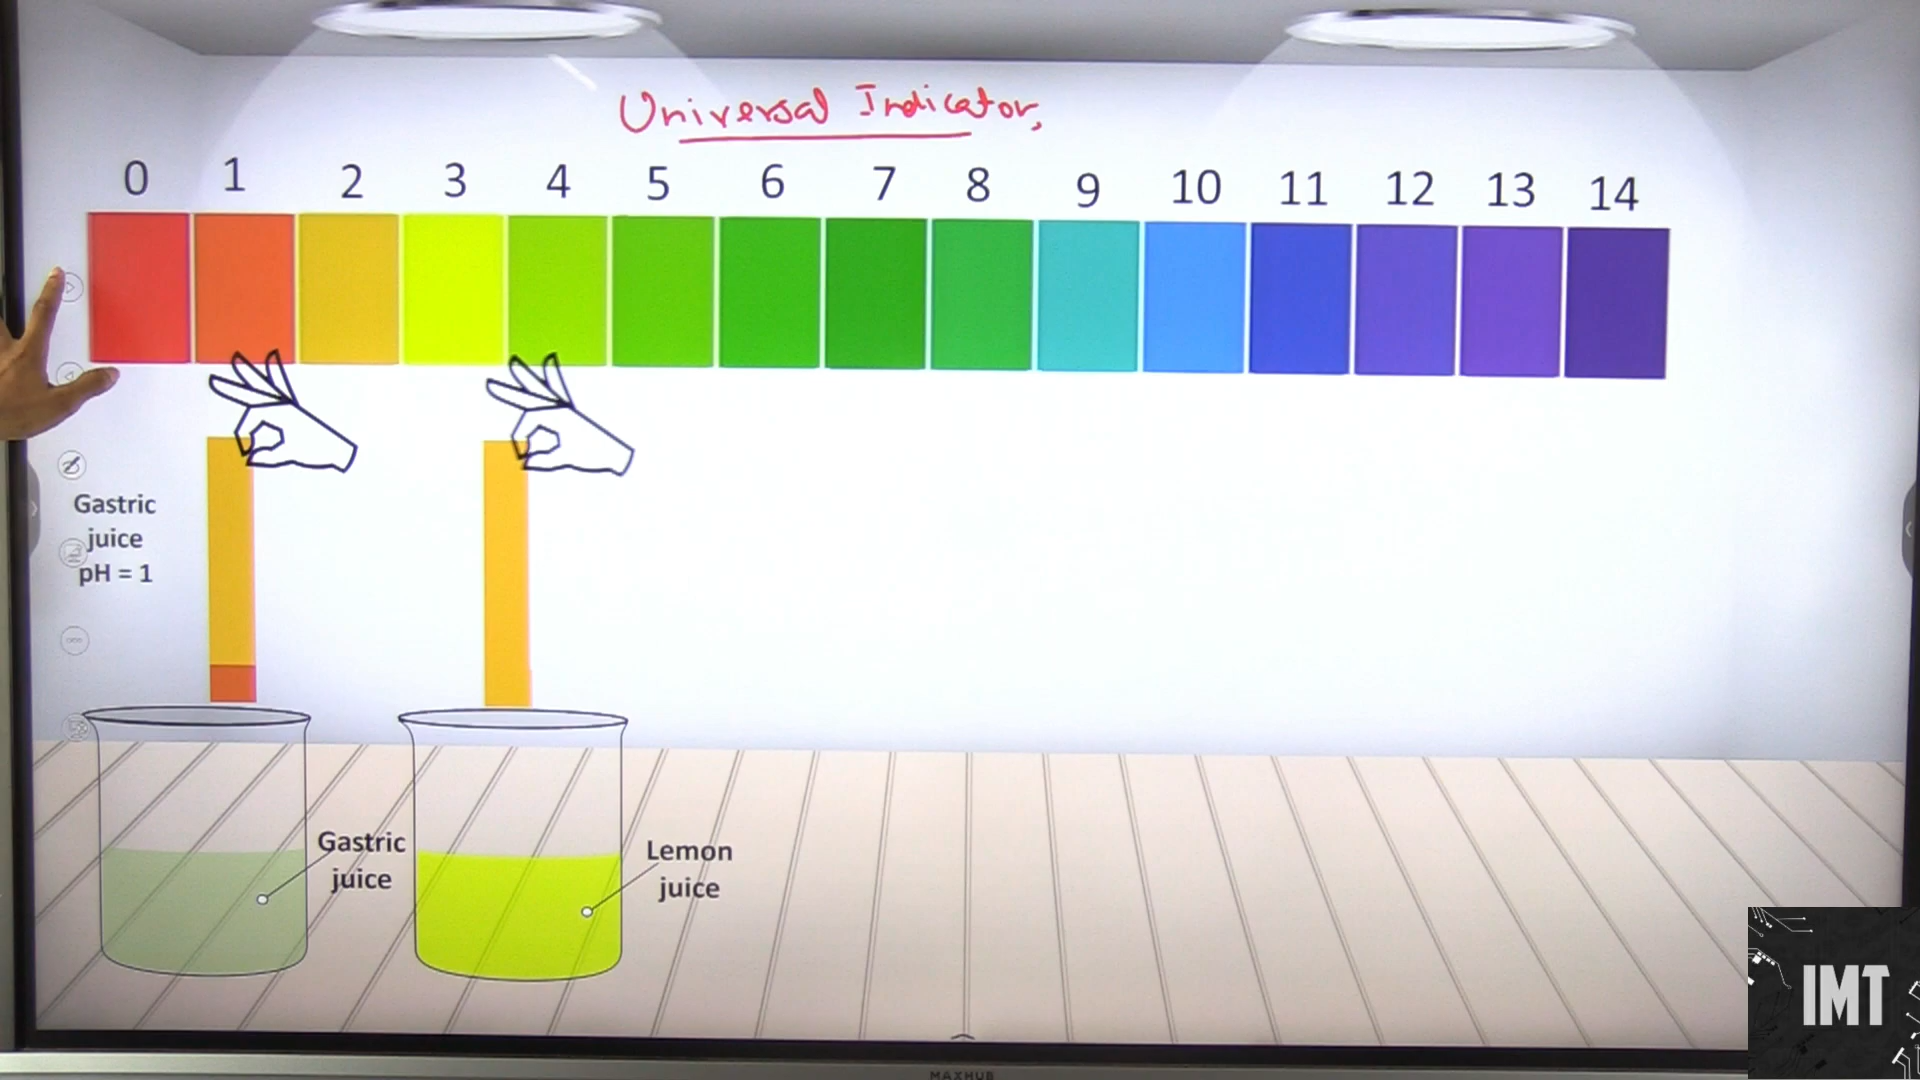 Universal Indicator,
0 1 2 3 4 5 6 7 8 9 10 11 12 13 14
Gastric
juice
pH = 1
Gastric
juice
Lemon
juice
IMT
MAXHUB